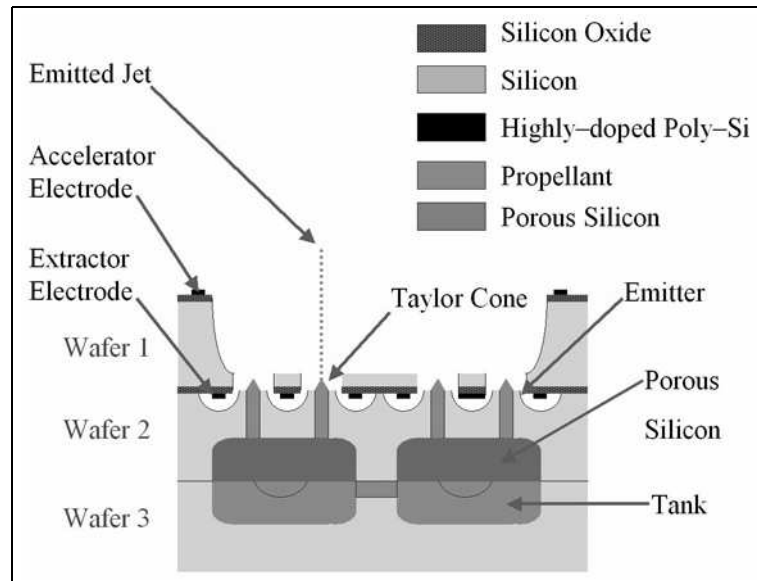 Silicon Oxide
Silicon
Highly–doped Poly–Si
Propellant
Porous Silicon
Emitted Jet
Accelerator
Electrode
Extractor
Electrode
Taylor Cone
Emitter
Wafer 1
Porous
Silicon
Wafer 2
Tank
Wafer 3